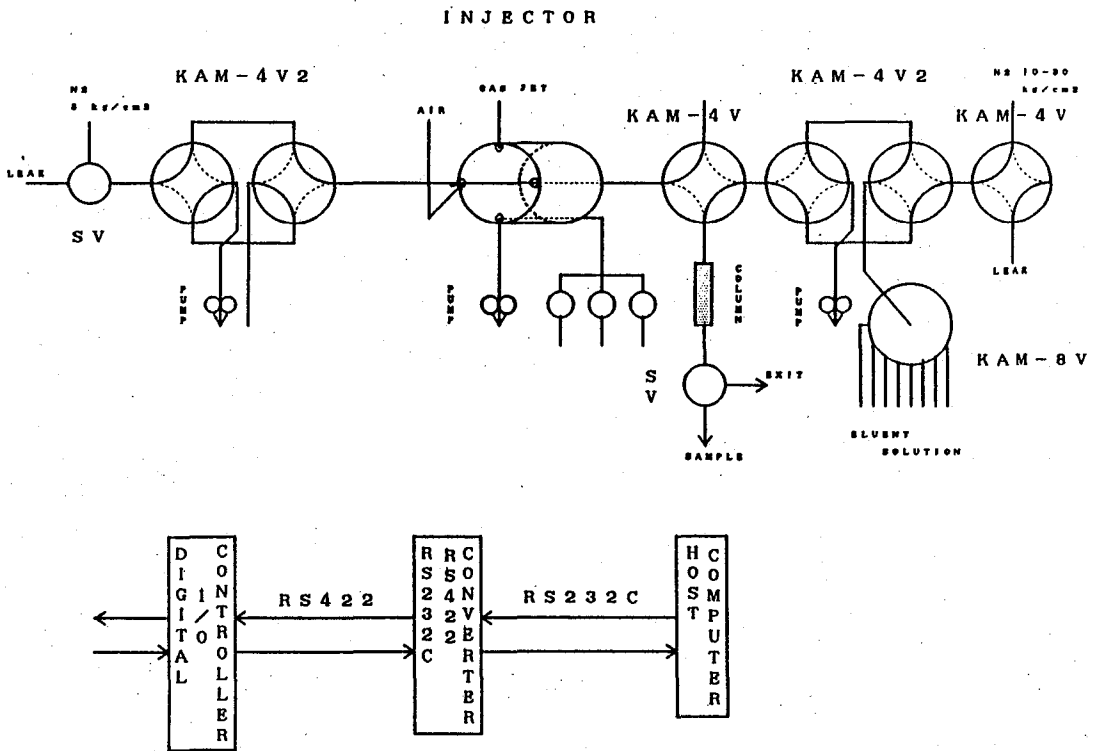 INJECTOR
KAM-4V2
KAM-4V2
N2
kg/cm2
N2
kg/cm2
GAS JET
AIR
KAM-4V
KAM-4V
LEAK
SV
PUMP
PUMP
COLUMN
PUMP
LEAK
KAM-8V
SV
EXIT
SAMPLE
ELUENT
SOLUTION
DIGITAL
I/O
CONTROLLER
RS422
RS232C
RS422
CONVERTER
RS232C
HOST
COMPUTER